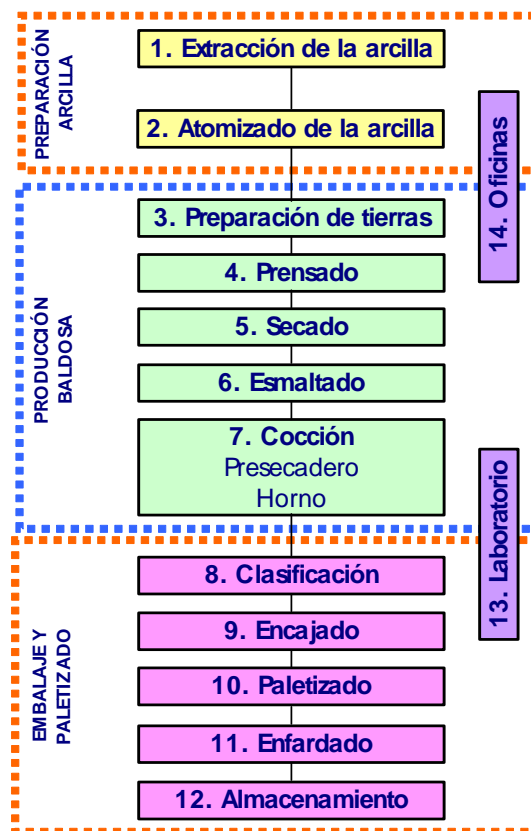 PREPARACIÓN
ARCILLA
1. Extracción de la arcilla
2. Atomizado de la arcilla
14. Oficinas
PRODUCCIÓN
BALDOSA
3. Preparación de tierras
4. Prensado
5. Secado
6. Esmaltado
7. Cocción
Presecadero
Horno
13. Laboratorio
EMBALAJE Y
PALETIZADO
8. Clasificación
9. Encajado
10. Paletizado
11. Enfardado
12. Almacenamiento